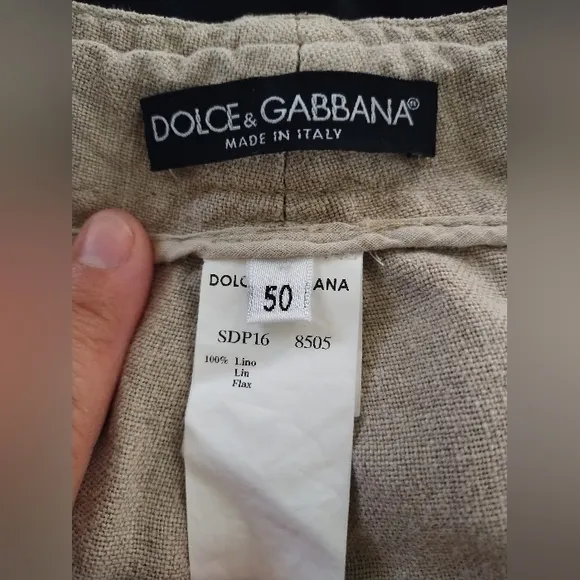 DOLCE & GABBANA®
MADE IN ITALY
DOLC ANA
50
SDP16 8505
100% Lino
Lin
Flax